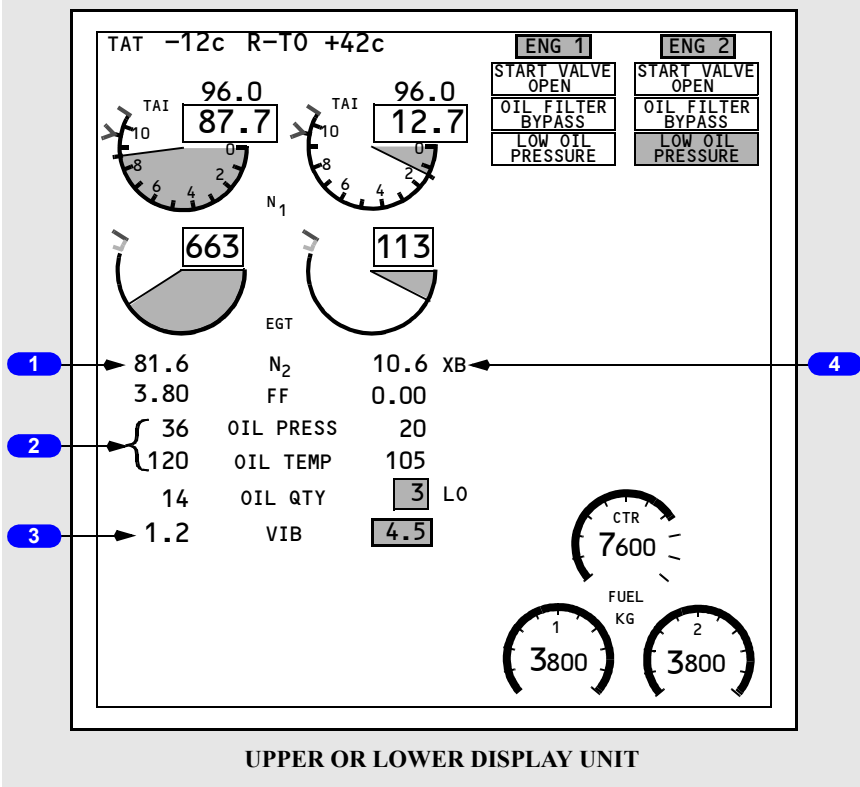 TAT -12c R-TO +42c
ENG 1 ENG 2
START VALVE OPEN START VALVE OPEN
OIL FILTER BYPASS OIL FILTER BYPASS
LOW OIL PRESSURE LOW OIL PRESSURE
TAI 96.0 TAI 96.0
87.7 12.7
10 8 6 4 2 0 10 8 6 4 2 0
N1
663 113
EGT
1 81.6 N2 10.6 XB 4
3.80 FF 0.00
2 36 OIL PRESS 20
120 OIL TEMP 105
14 OIL QTY 3 LO
3 1.2 VIB 4.5
CTR
7600
FUEL
KG
1 2
3800 3800
UPPER OR LOWER DISPLAY UNIT